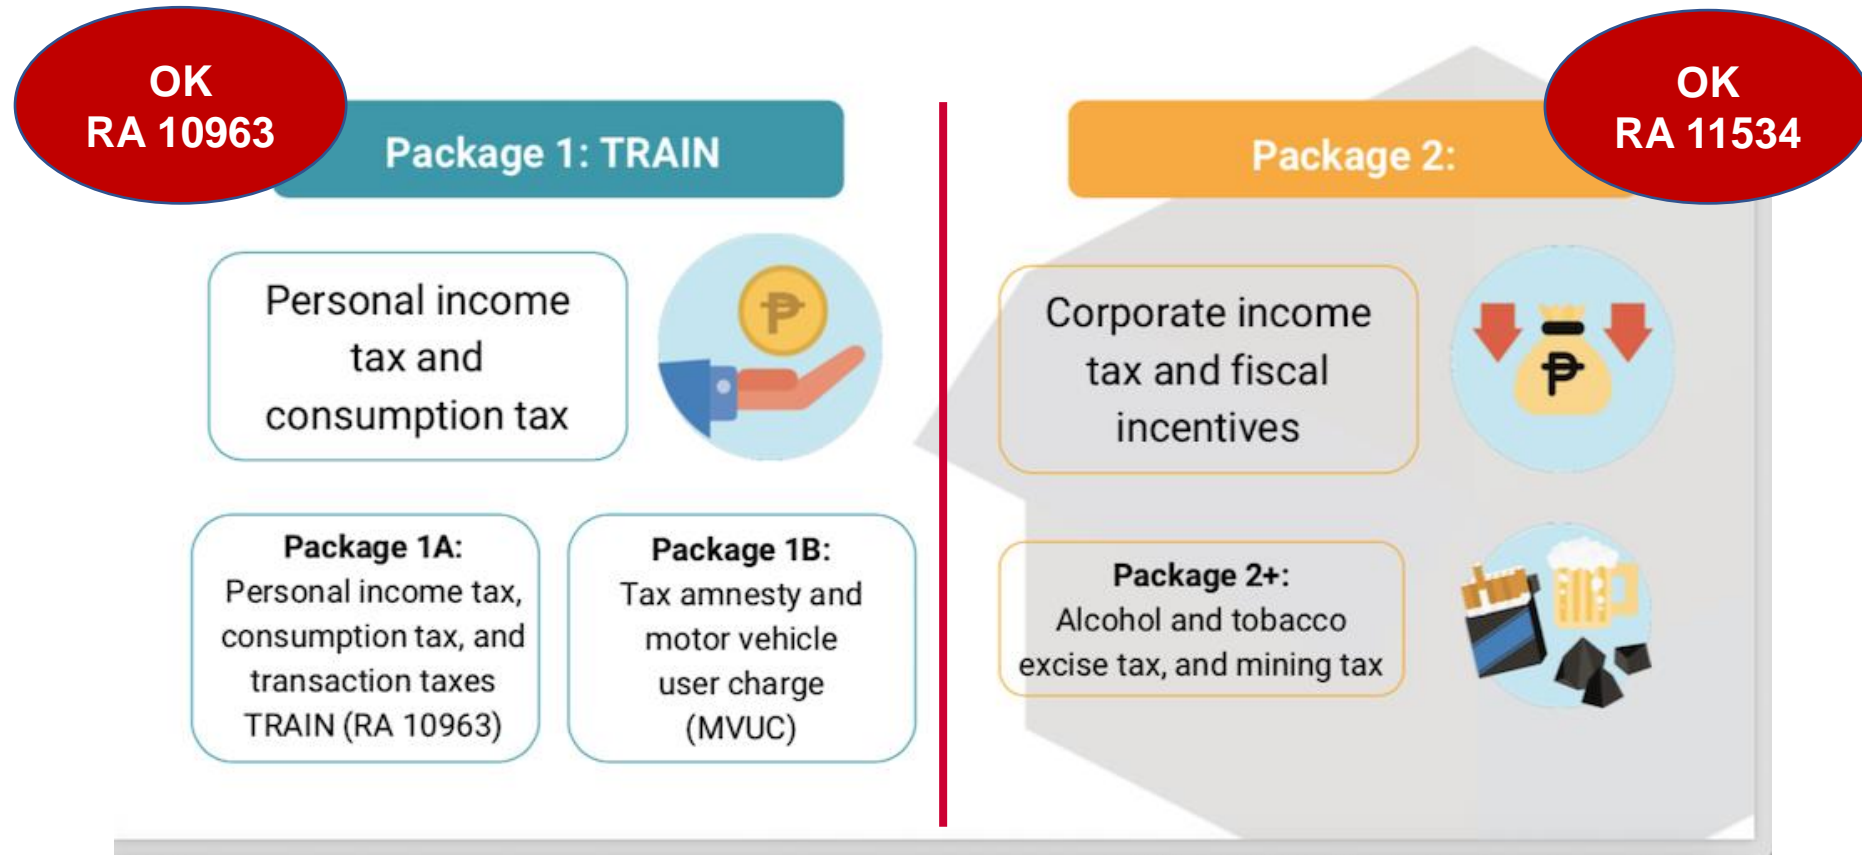 OK
RA 10963
Package 1: TRAIN
Personal income
tax and
consumption tax
Package 1A:
Personal income tax,
consumption tax, and
transaction taxes
TRAIN (RA 10963)
Package 1B:
Tax amnesty and
motor vehicle
user charge
(MVUC)
OK
RA 11534
Package 2:
Corporate income
tax and fiscal
incentives
Package 2+:
Alcohol and tobacco
excise tax, and mining tax